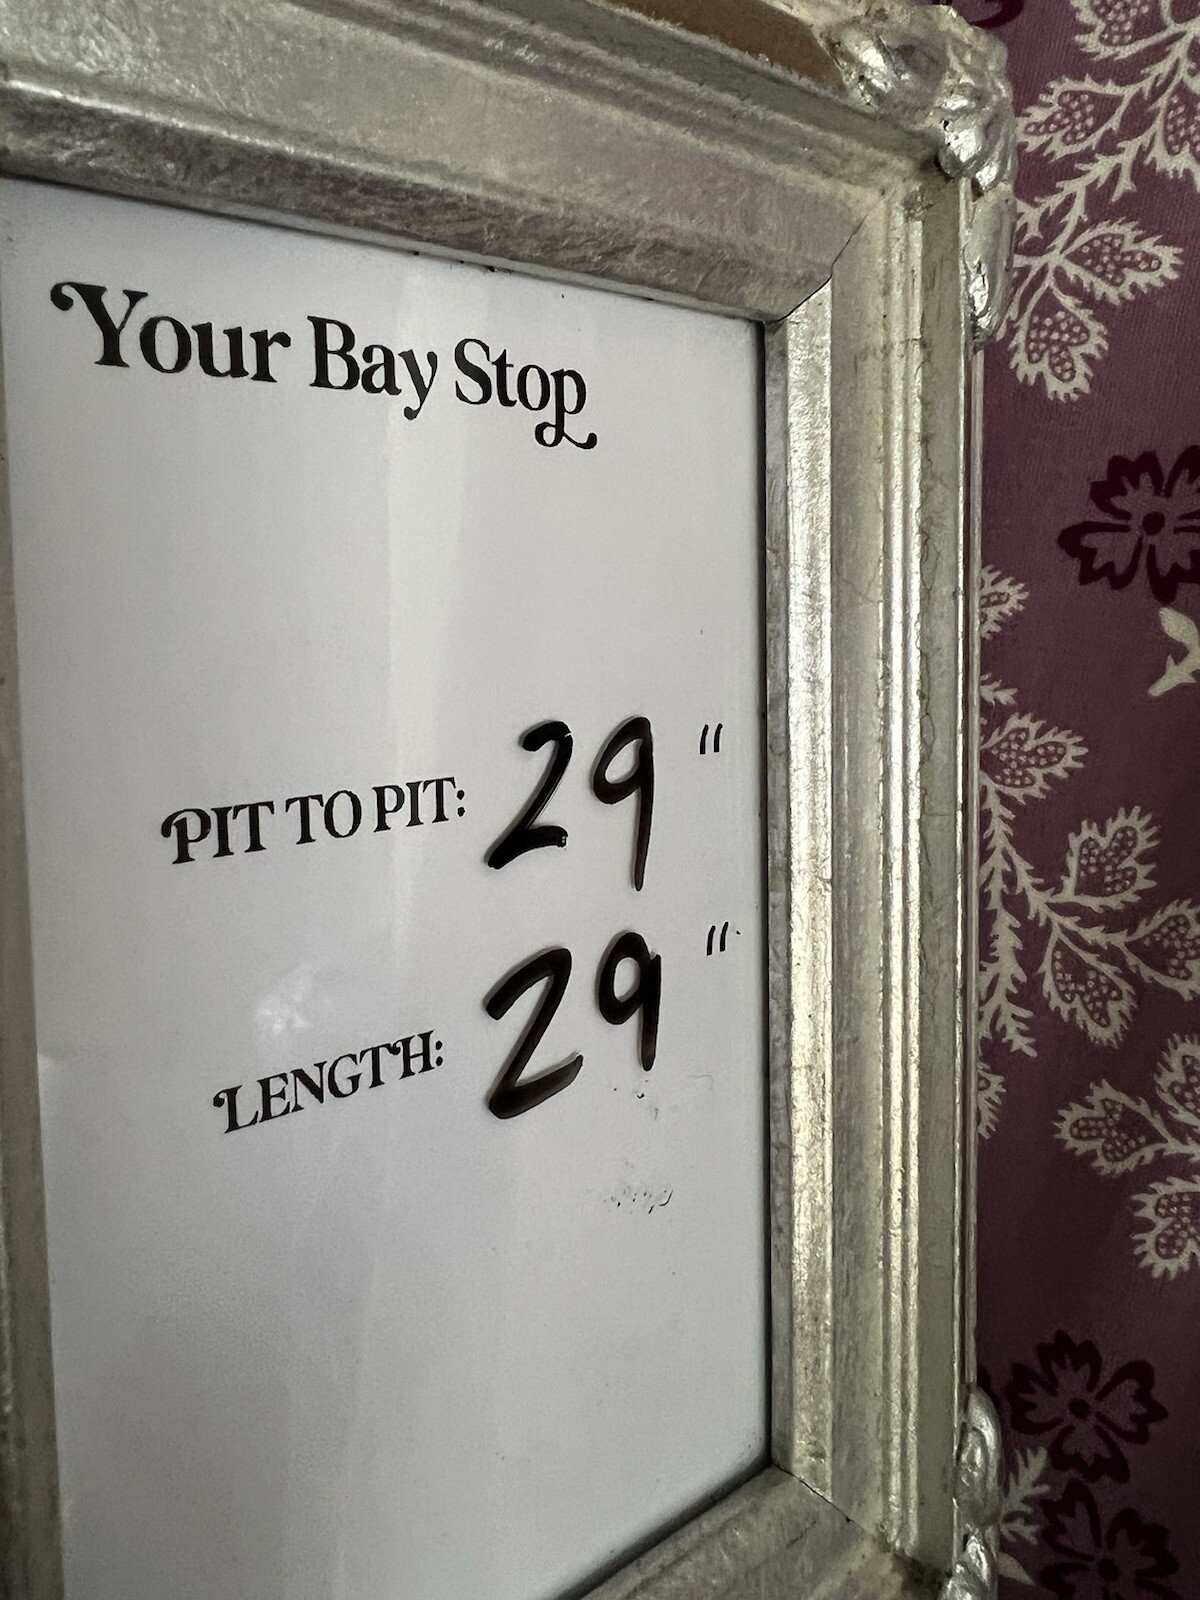 Your Bay Stop
PIT TO PIT: 29"
LENGTH: 29"